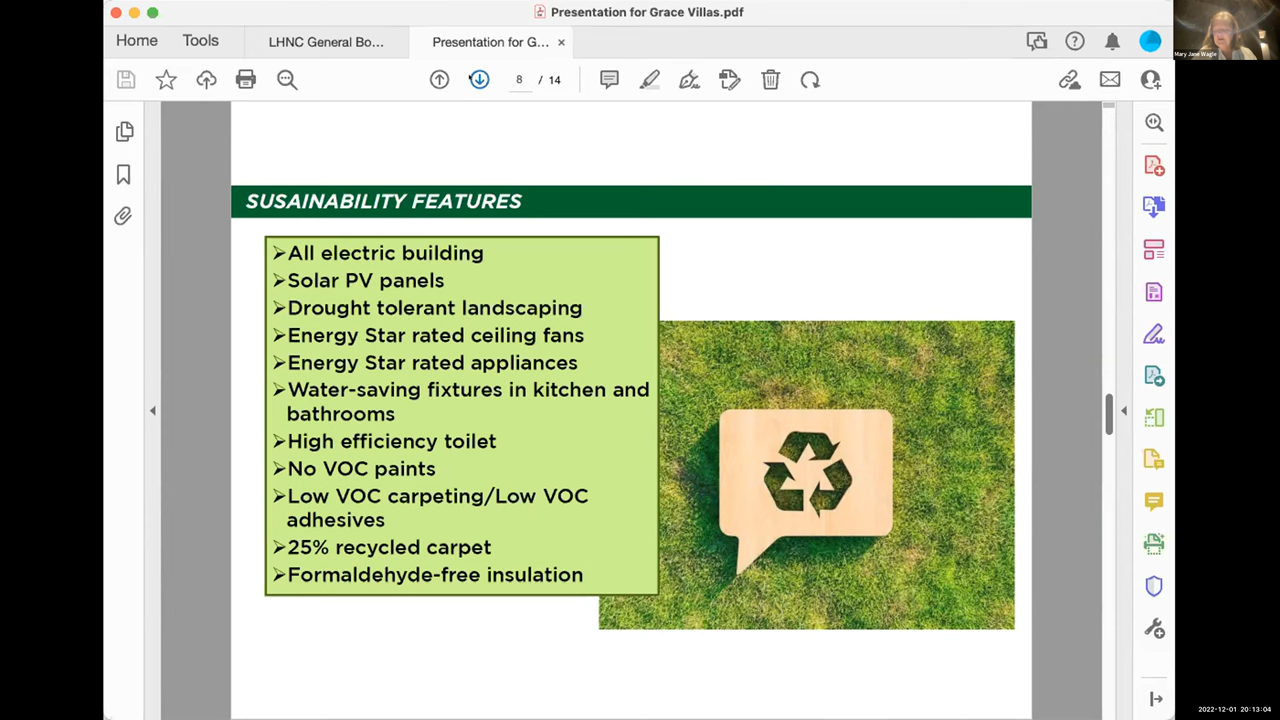 Presentation for Grace Villas.pdf
Home Tools LHNC General Bo... Presentation for G... ×
8 / 14
SUSAINABILITY FEATURES
➢All electric building
➢Solar PV panels
➢Drought tolerant landscaping
➢Energy Star rated ceiling fans
➢Energy Star rated appliances
➢Water-saving fixtures in kitchen and
bathrooms
➢High efficiency toilet
➢No VOC paints
➢Low VOC carpeting/Low VOC
adhesives
➢25% recycled carpet
➢Formaldehyde-free insulation
Mary Jane Wagle
2022-12-01 20:13:04